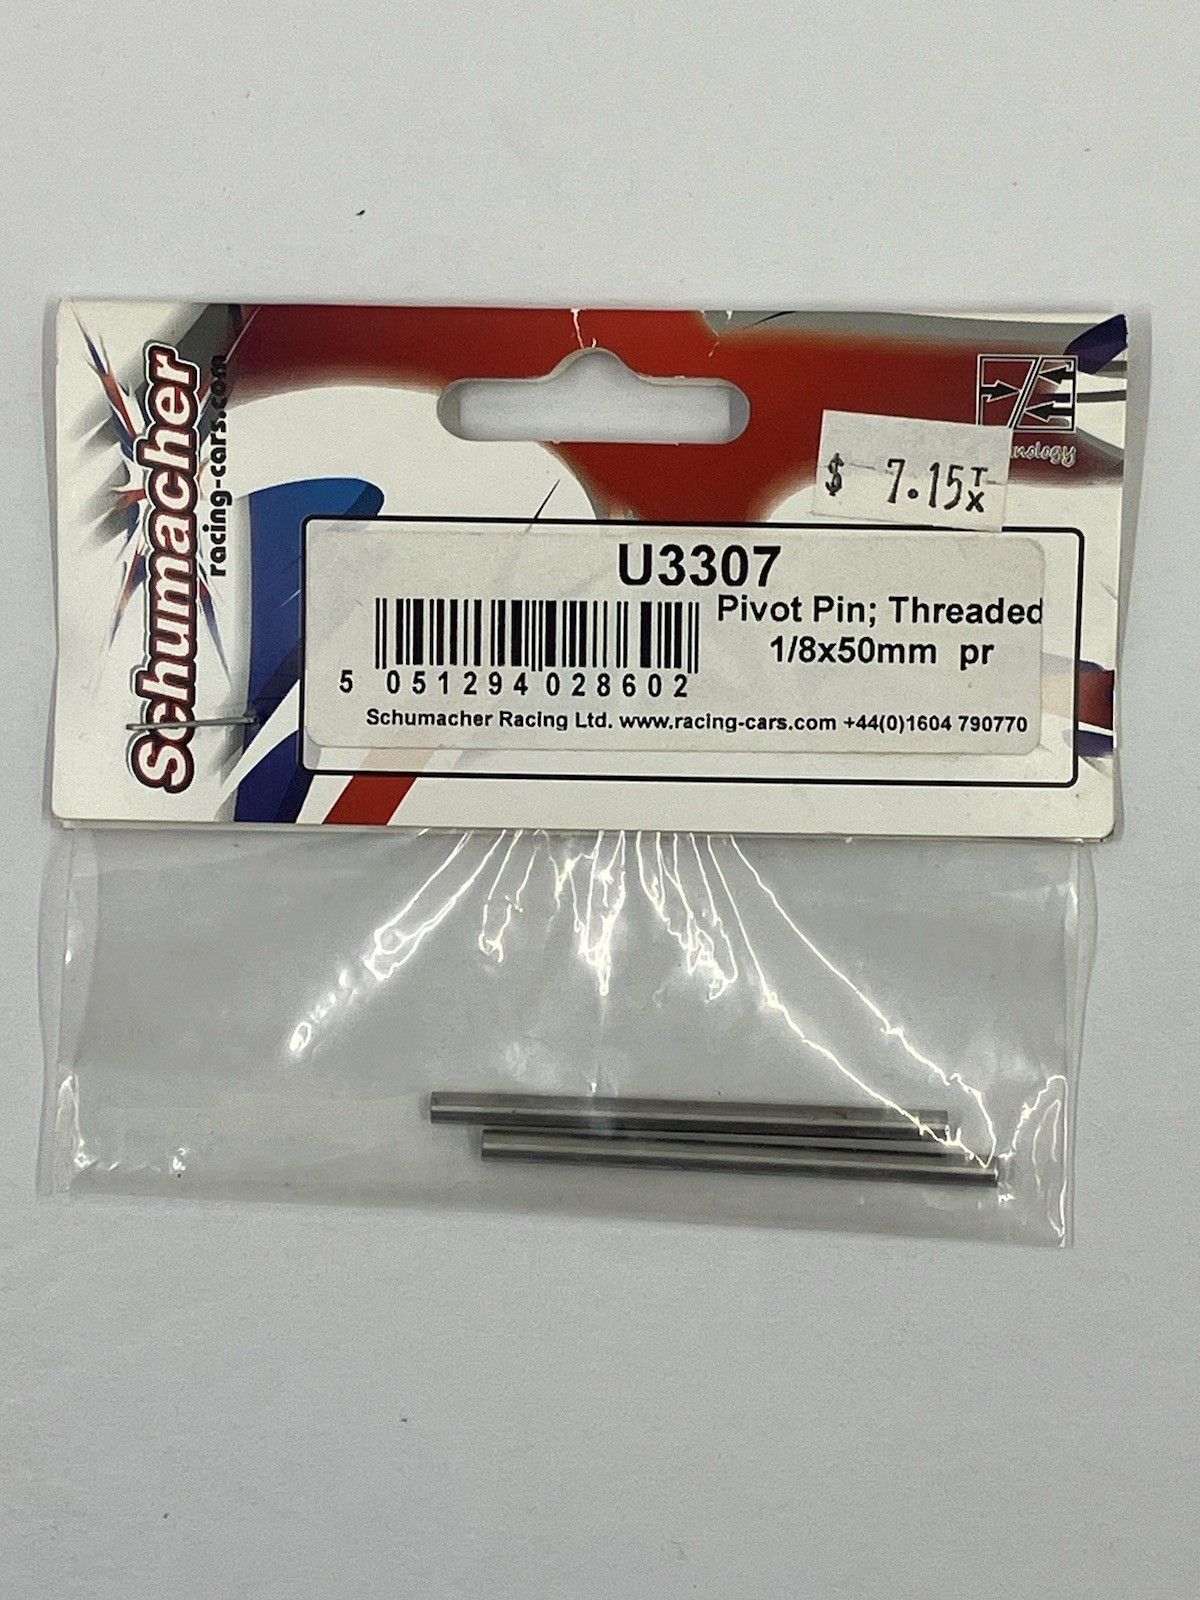 Schumacher
racing-cars.com
$ 7.15 TX
U3307
Pivot Pin; Threaded
1/8x50mm pr
5 051294 028602
Schumacher Racing Ltd. www.racing-cars.com +44(0)1604 790770